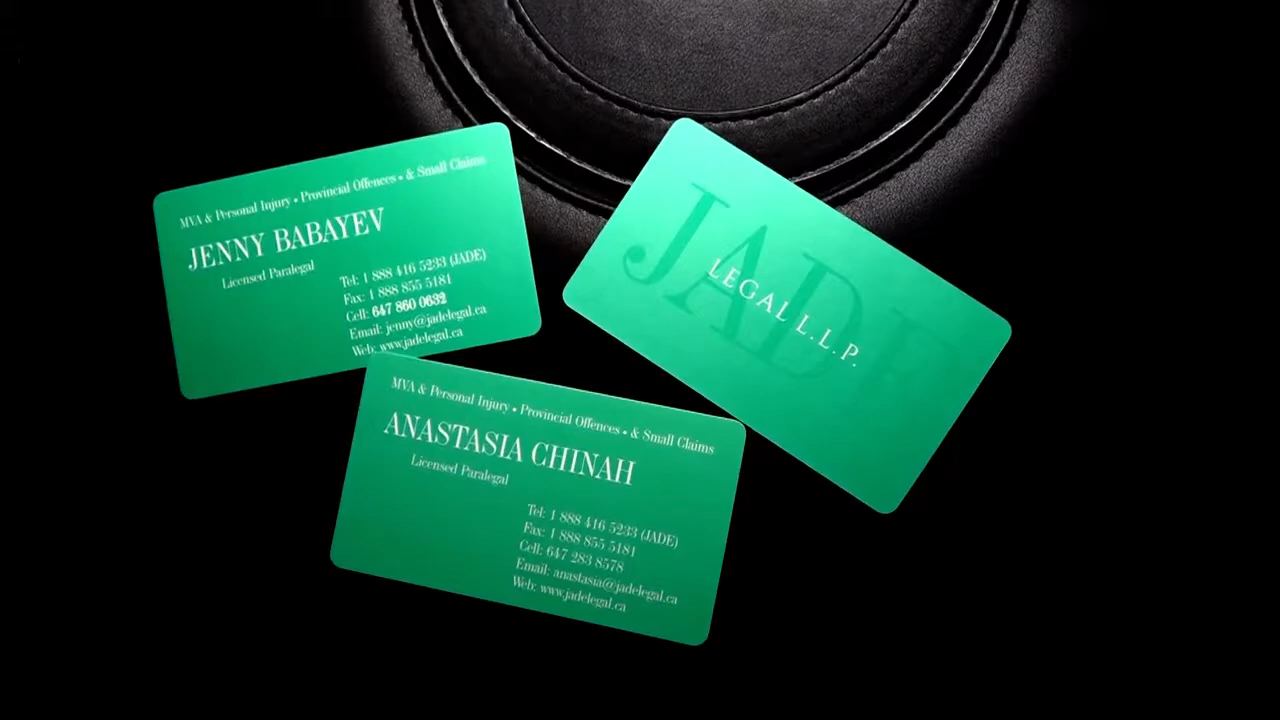 MVA & Personal Injury • Provincial Offences • & Small Claims
JENNY BABAYEV
Licensed Paralegal
Tel: 1 888 416 5233 (JADE)
Fax: 1 888 855 5181
Cell: 647 860 0632
Email: jenny@jadelegal.ca
Web: www.jadelegal.ca
JADE
LEGAL L.L.P.
MVA & Personal Injury • Provincial Offences • & Small Claims
ANASTASIA CHINAH
Licensed Paralegal
Tel: 1 888 416 5233 (JADE)
Fax: 1 888 855 5181
Cell: 647 283 8578
Email: anastasia@jadelegal.ca
Web: www.jadelegal.ca